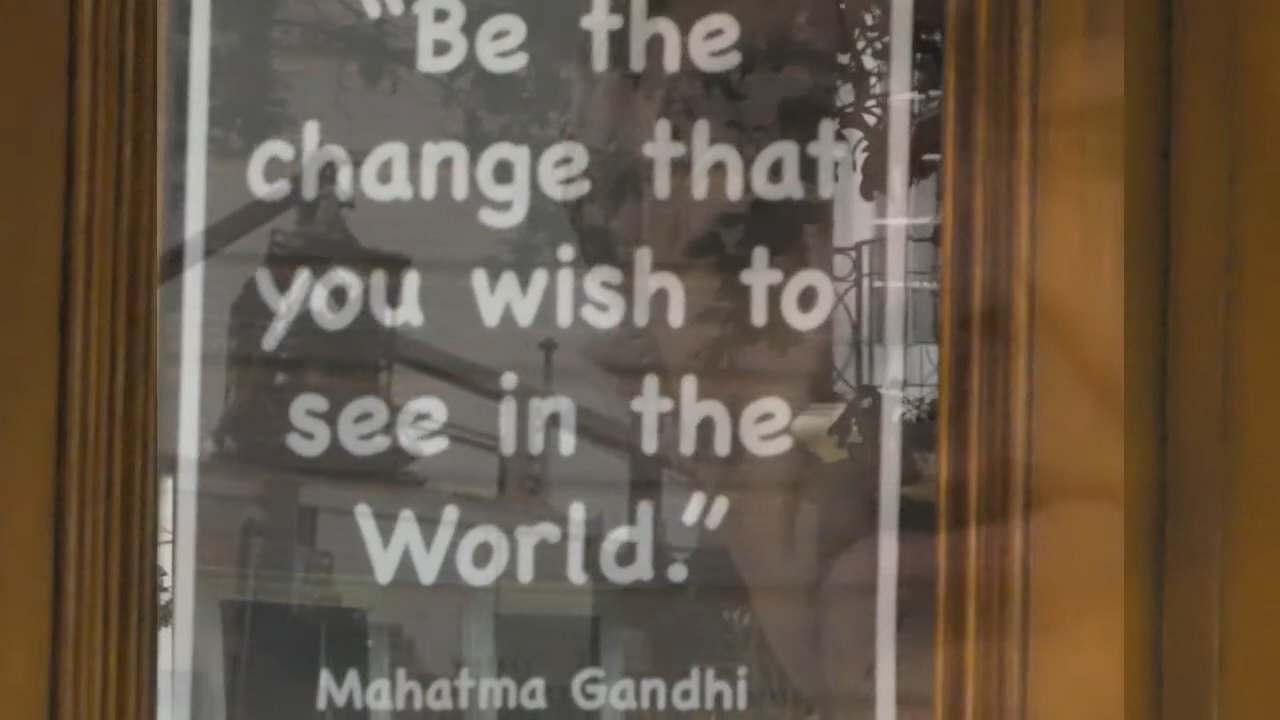 "Be the
change that
you wish to
see in the
World."
Mahatma Gandhi